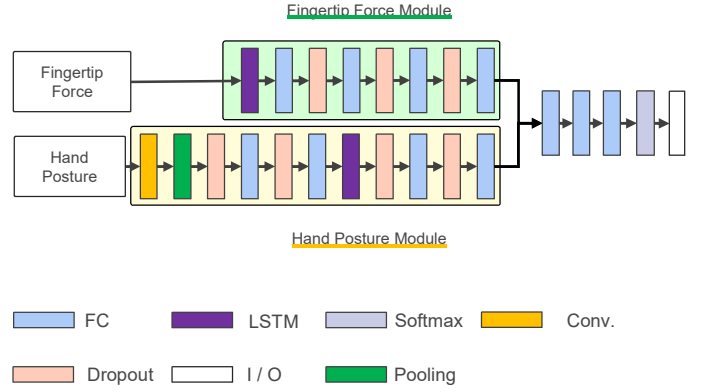 Fingertip Force Module
Fingertip
Force
Hand
Posture
Hand Posture Module
FC
LSTM
Softmax
Conv.
Dropout
I / O
Pooling